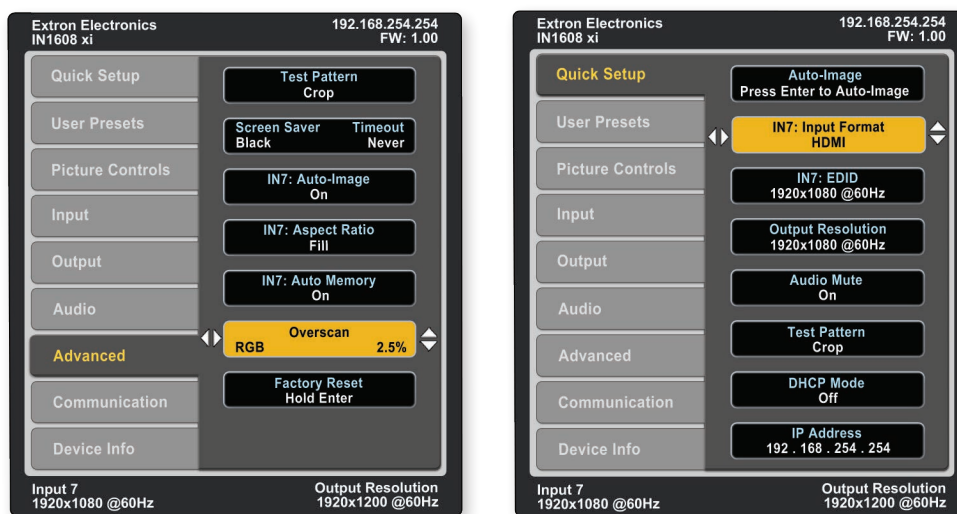 Extron Electronics 192.168.254.254
IN1608 xi FW: 1.00
Quick Setup
User Presets
Picture Controls
Input
Output
Audio
Advanced
Communication
Device Info
Test Pattern
Crop
Screen Saver Timeout
Black Never
IN7: Auto-Image
On
IN7: Aspect Ratio
Fill
IN7: Auto Memory
On
Overscan
RGB 2.5%
Factory Reset
Hold Enter
Input 7 Output Resolution
1920x1080 @60Hz 1920x1200 @60Hz
Extron Electronics 192.168.254.254
IN1608 xi FW: 1.00
Quick Setup
User Presets
Picture Controls
Input
Output
Audio
Advanced
Communication
Device Info
Auto-Image
Press Enter to Auto-Image
IN7: Input Format
HDMI
IN7: EDID
1920x1080 @60Hz
Output Resolution
1920x1080 @60Hz
Audio Mute
On
Test Pattern
Crop
DHCP Mode
Off
IP Address
192 . 168 . 254 . 254
Input 7 Output Resolution
1920x1080 @60Hz 1920x1200 @60Hz